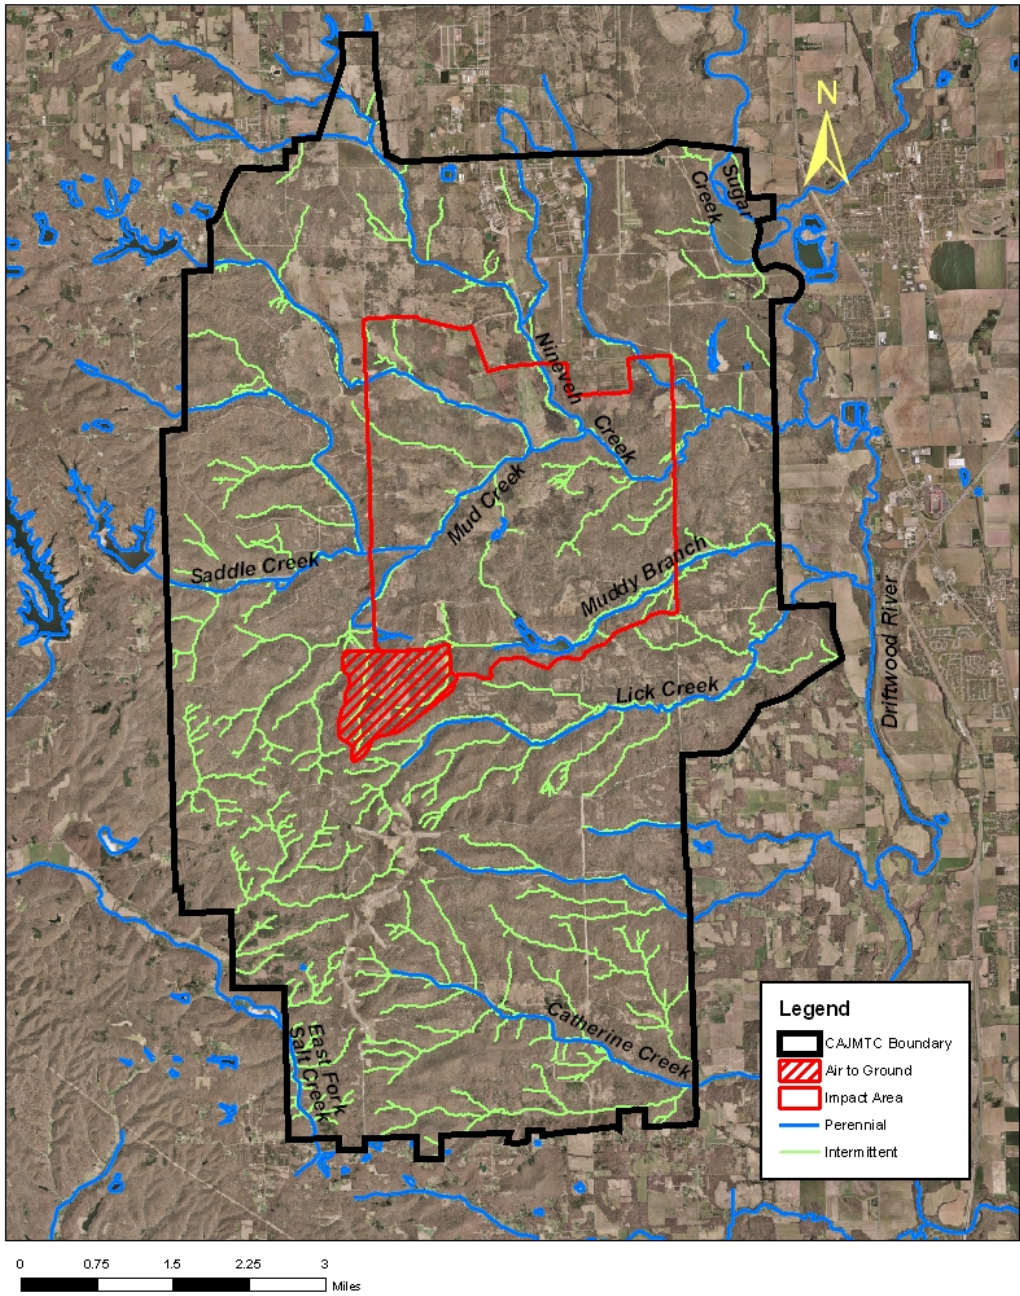 N
Sugar
Creek
Nineveh
Creek
Mud Creek
Saddle Creek
Muddy Branch
Driftwood River
Lick Creek
Catherine Creek
East Fork
Salt Creek
Legend
CAJMTC Boundary
Air to Ground
Impact Area
Perennial
Intermittent
0 0.75 1.5 2.25 3
Miles